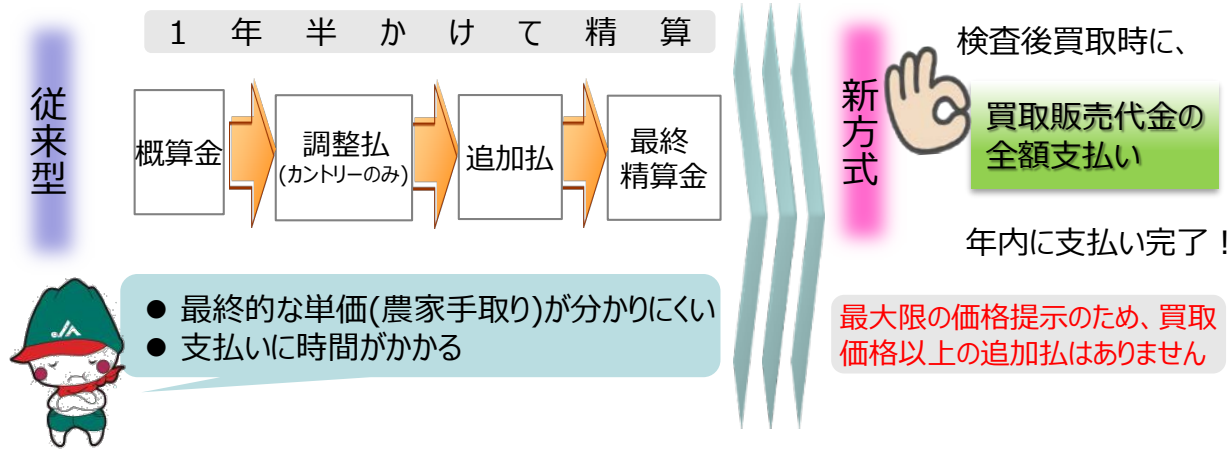 1年半かけて精算
従来型
概算金
調整払
(カントリーのみ)
追加払
最終
精算金
● 最終的な単価(農家手取り)が分かりにくい
● 支払いに時間がかかる
JA
新方式
検査後買取時に、
買取販売代金の
全額支払い
年内に支払い完了！
最大限の価格提示のため、買取
価格以上の追加払はありません